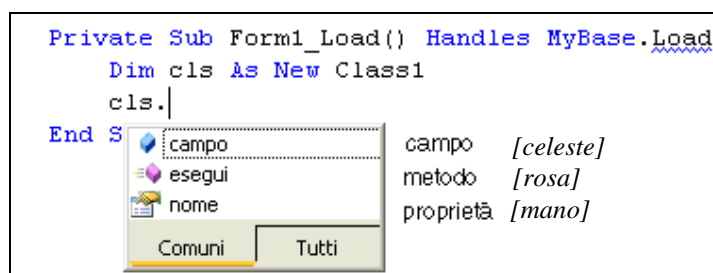 Private Sub Form1_Load() Handles MyBase.Load
Dim cls As New Class1
cls.
End S
campo campo [celeste]
esegui metodo [rosa]
nome proprietā [mano]
Comuni Tutti